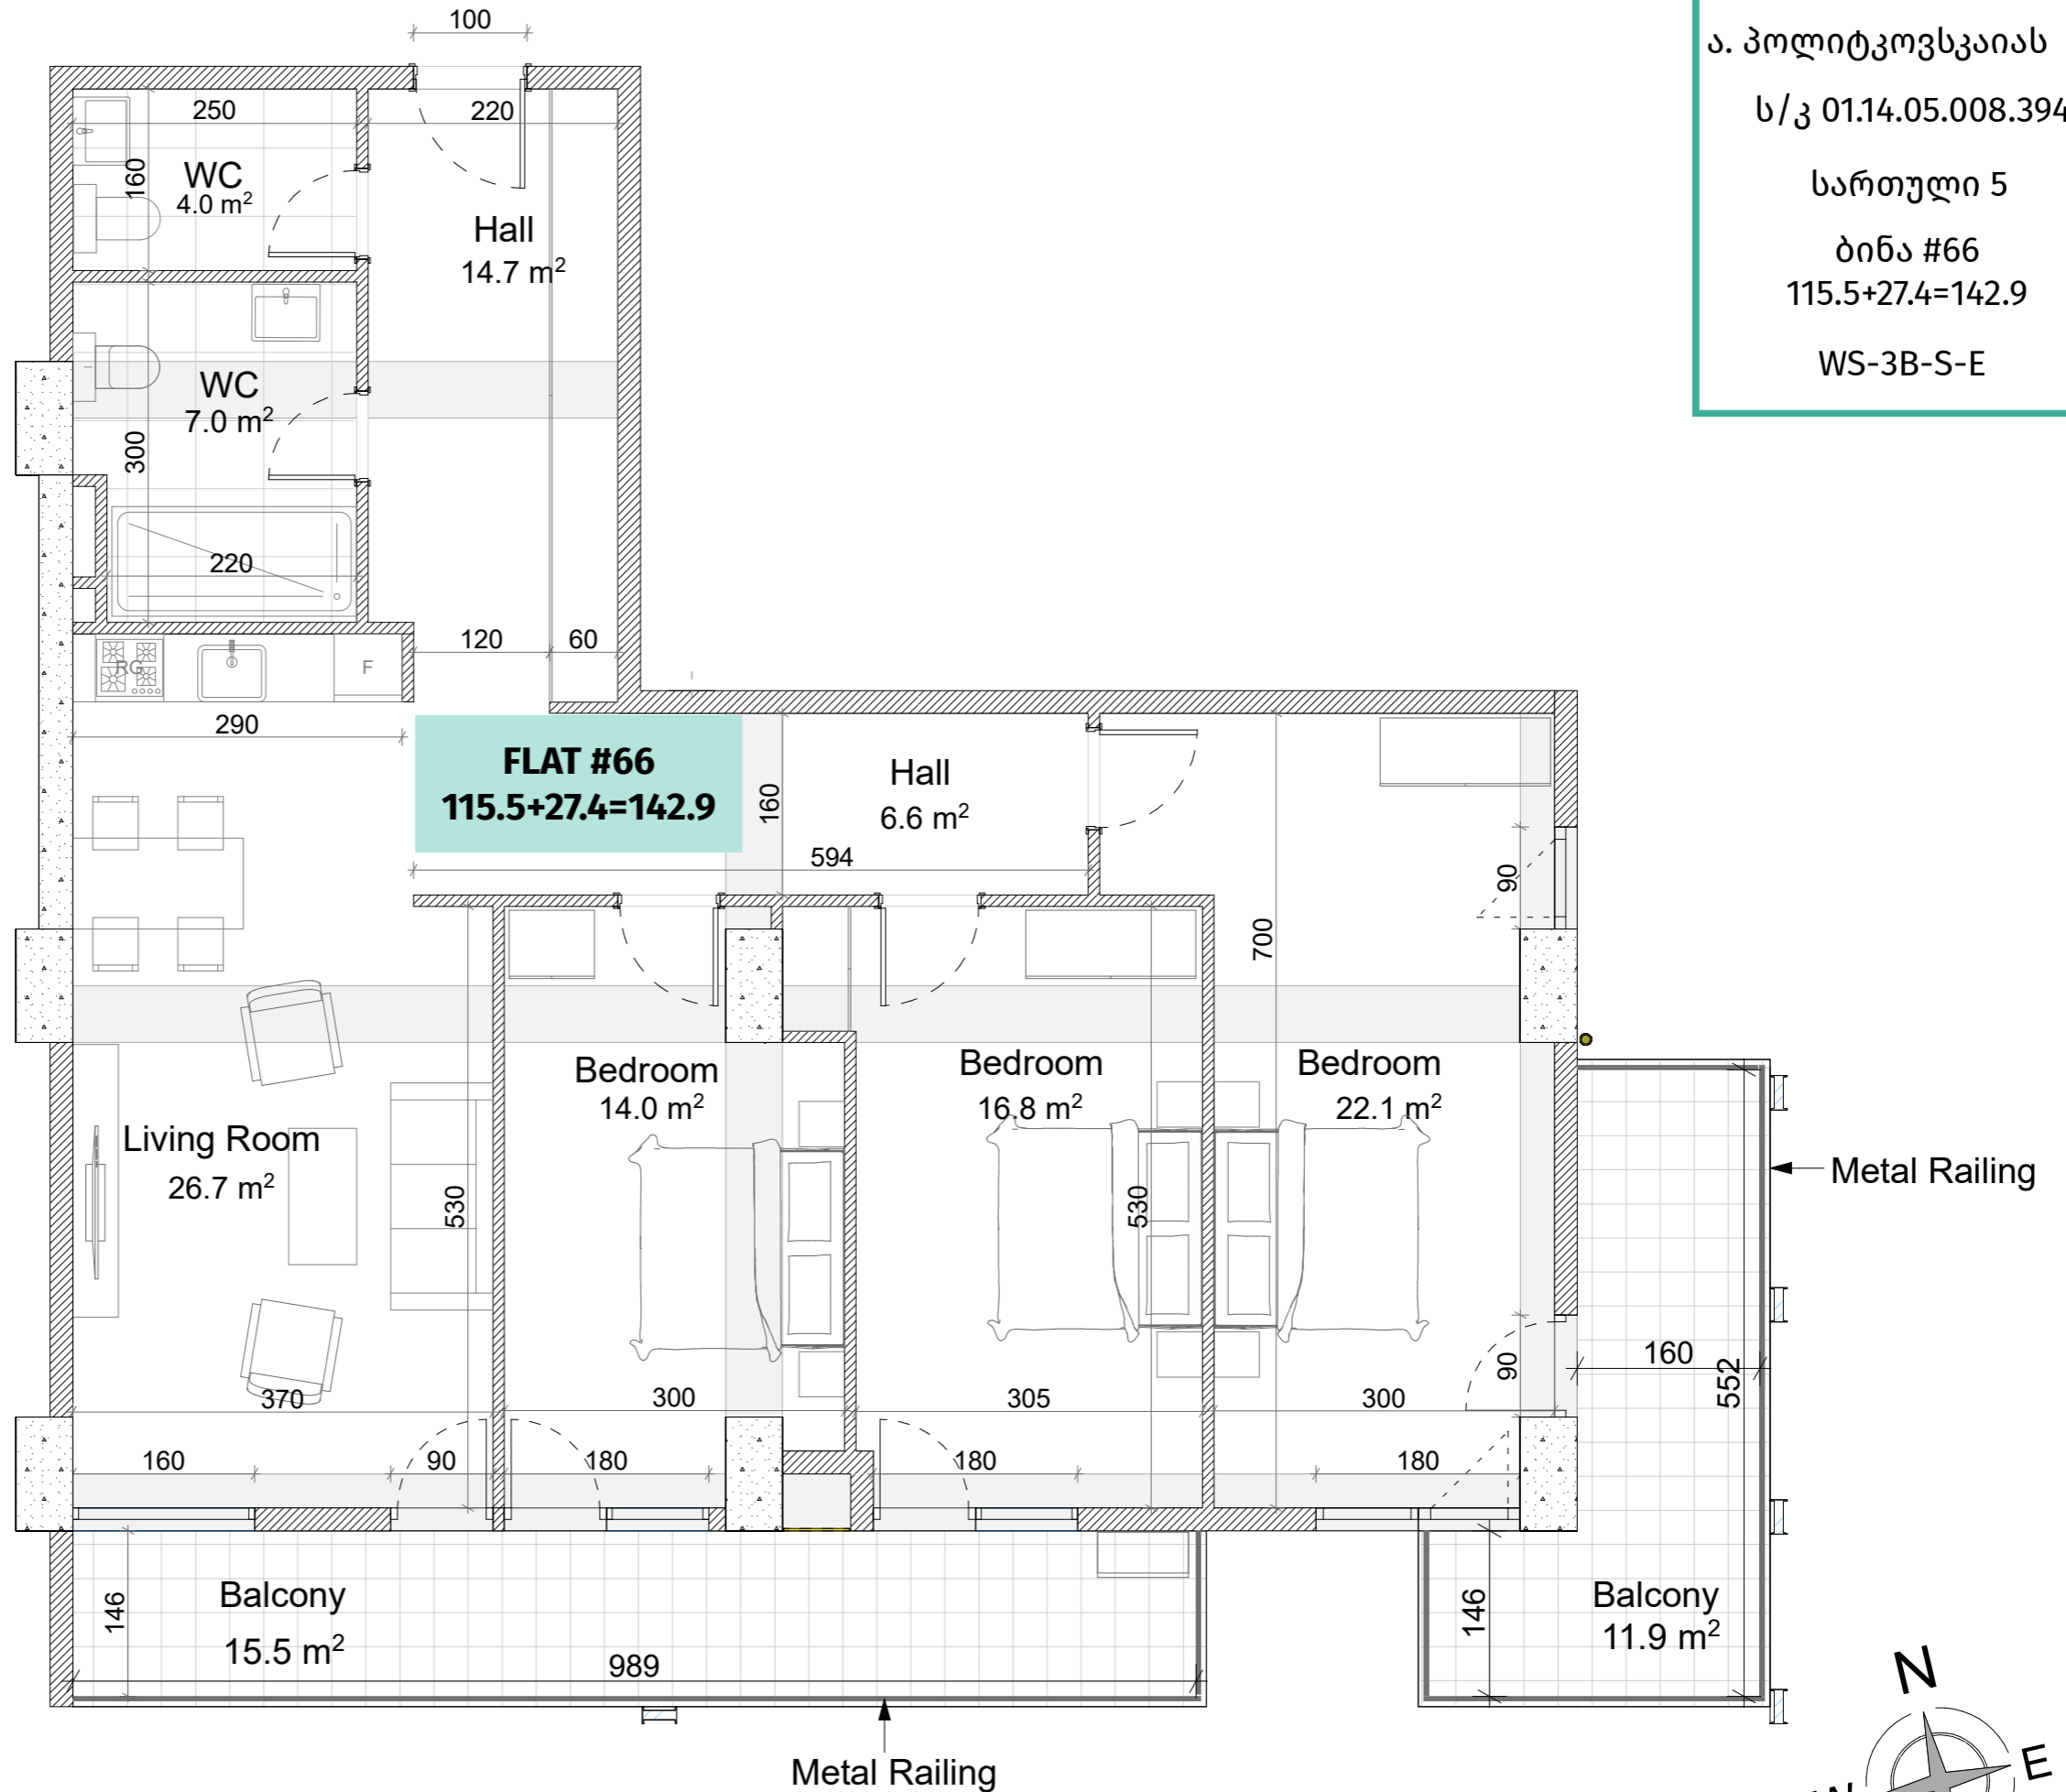 100
ა. პოლიტკოვსკაიას
ს/კ 01.14.05.008.394
სართული 5
ბინა #66
115.5+27.4=142.9
WS-3B-S-E
250
220
160
WC
4.0 m²
Hall
14.7 m²
WC
7.0 m²
300
220
120
60
RG
F
290
FLAT #66
115.5+27.4=142.9
160
Hall
6.6 m²
594
90
700
Bedroom
14.0 m²
Bedroom
16.8 m²
Bedroom
22.1 m²
Living Room
26.7 m²
530
530
Metal Railing
160
552
90
370
300
305
300
160
90
180
180
180
146
Balcony
15.5 m²
989
146
Balcony
11.9 m²
Metal Railing
N
E